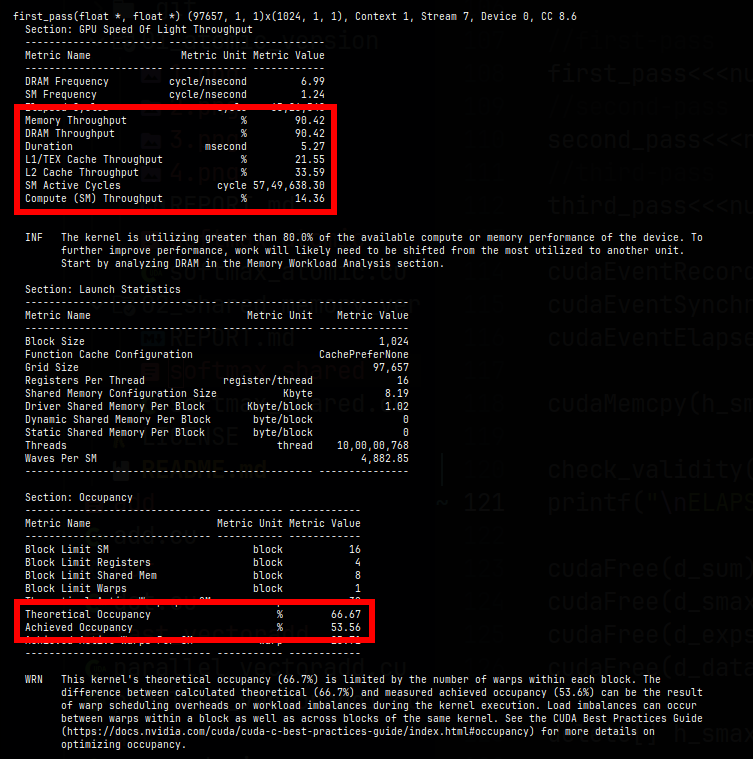 first_pass(float *, float *) (97657, 1, 1)x(1024, 1, 1), Context 1, Stream 7, Device 0, CC 8.6
Section: GPU Speed Of Light Throughput
----------------------- ------------- ------------
Metric Name Metric Unit Metric Value
----------------------- ------------- ------------
DRAM Frequency cycle/nsecond 6.99
SM Frequency cycle/nsecond 1.24
Memory Throughput % 90.42
DRAM Throughput % 90.42
Duration msecond 5.27
L1/TEX Cache Throughput % 21.55
L2 Cache Throughput % 33.59
SM Active Cycles cycle 57,49,638.30
Compute (SM) Throughput % 14.36
INF The kernel is utilizing greater than 80.0% of the available compute or memory performance of the device. To
further improve performance, work will likely need to be shifted from the most utilized to another unit.
Start by analyzing DRAM in the Memory Workload Analysis section.
Section: Launch Statistics
-------------------------------- --------------- ---------------
Metric Name Metric Unit Metric Value
-------------------------------- --------------- ---------------
Block Size 1,024
Function Cache Configuration CachePreferNone
Grid Size 97,657
Registers Per Thread register/thread 16
Shared Memory Configuration Size Kbyte 8.19
Driver Shared Memory Per Block Kbyte/block 1.02
Dynamic Shared Memory Per Block byte/block 0
Static Shared Memory Per Block byte/block 0
Threads thread 10,00,00,768
Waves Per SM 4,882.85
-------------------------------- --------------- ---------------
Section: Occupancy
------------------------------- ----------- ------------
Metric Name Metric Unit Metric Value
------------------------------- ----------- ------------
Block Limit SM block 16
Block Limit Registers block 4
Block Limit Shared Mem block 8
Block Limit Warps block 1
Theoretical Occupancy % 66.67
Achieved Occupancy % 53.56
WRN This kernel's theoretical occupancy (66.7%) is limited by the number of warps within each block. The
difference between calculated theoretical (66.7%) and measured achieved occupancy (53.6%) can be the result
of warp scheduling overheads or workload imbalances during the kernel execution. Load imbalances can occur
between warps within a block as well as across blocks of the same kernel. See the CUDA Best Practices Guide
(https://docs.nvidia.com/cuda/cuda-c-best-practices-guide/index.html#occupancy) for more details on
optimizing occupancy.
first_pass<<<nu
second_pass<<<n
third_pass<<<nu
cudaEventRecor
cudaEventSynchr
cudaEventElapse
cudaMemcpy(h_sm
check_validity(
~ 121 printf("\nELAPS
cudaFree(d_sum)
cudaFree(d_smax
cudaFree(d_exps
cudaFree(d_data
REPORT.md
LICENSE
README.md